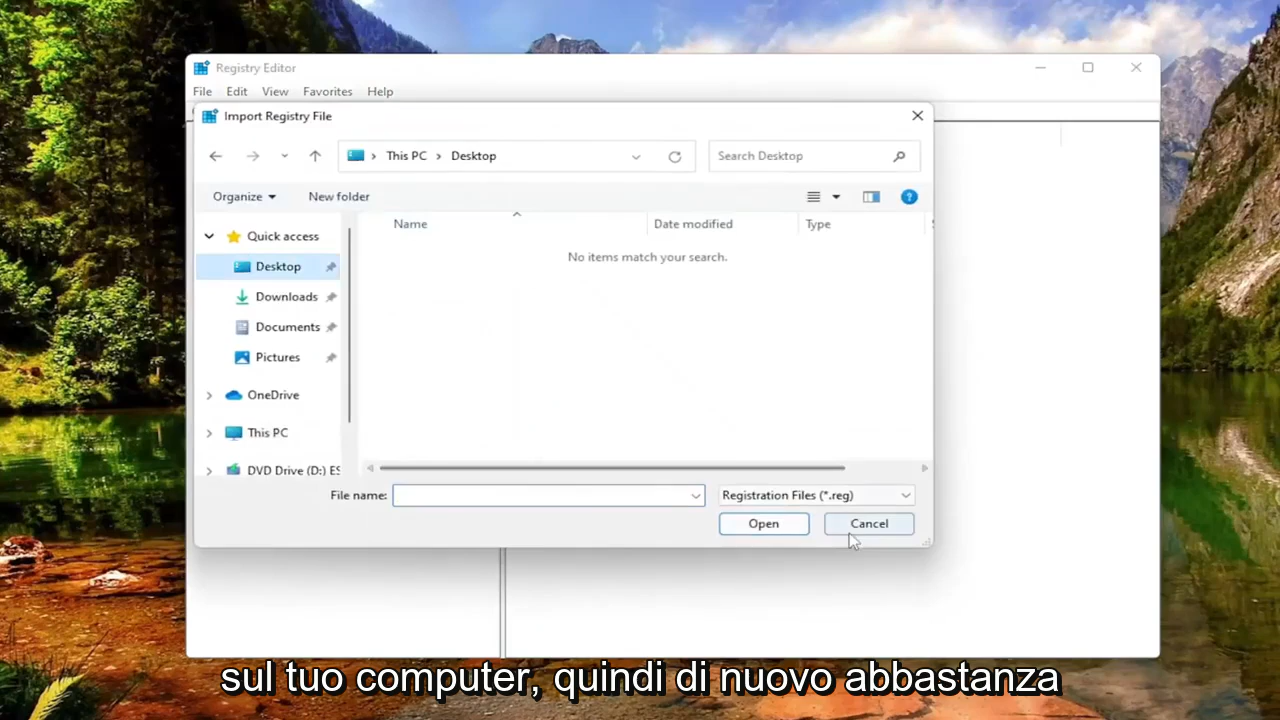 Registry Editor
File Edit View Favorites Help
Import Registry File
This PC Desktop
Search Desktop
Organize New folder
Name Date modified Type
Quick access
No items match your search.
Desktop
Downloads
Documents
Pictures
OneDrive
This PC
DVD Drive (D:) ES
File name: Registration Files (*.reg)
Open Cancel
sul tuo computer, quindi di nuovo abbastanza